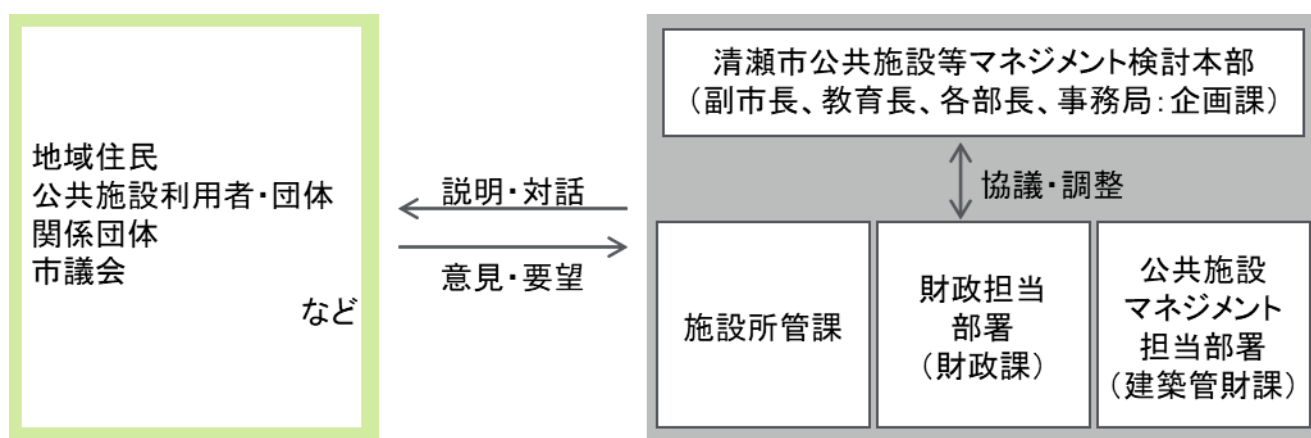 地域住民
公共施設利用者・団体
関係団体
市議会
など
説明・対話
意見・要望
清瀬市公共施設等マネジメント検討本部
（副市長、教育長、各部長、事務局：企画課）
協議・調整
施設所管課
財政担当
部署
（財政課）
公共施設
マネジメント
担当部署
（建築管財課）